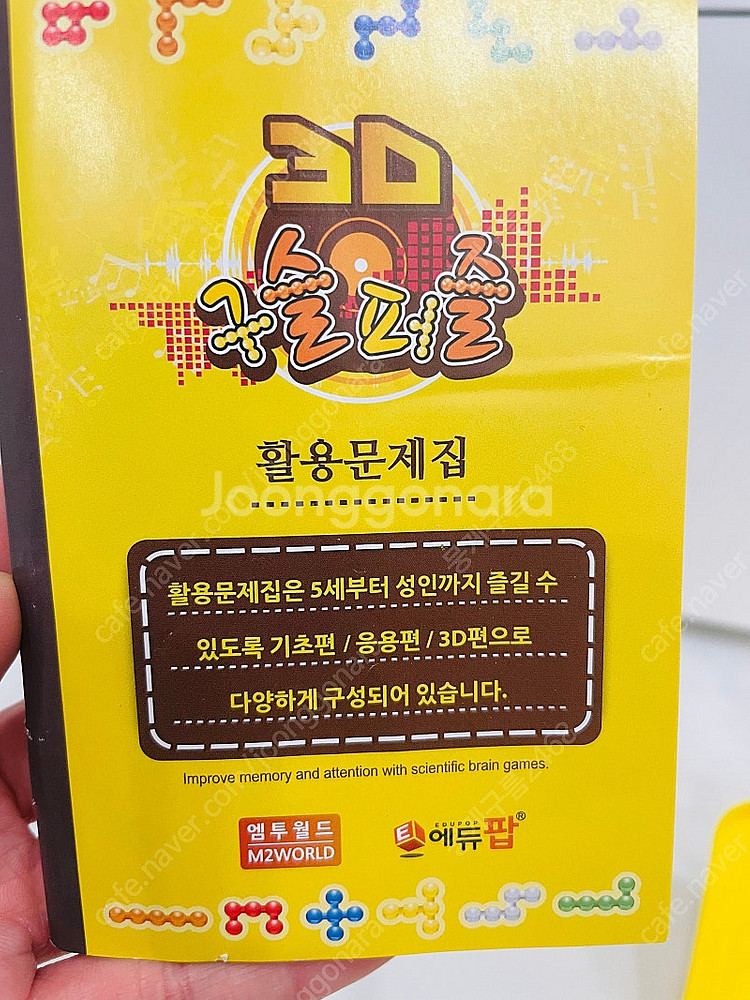 3D
구슬퍼즐
활용문제집
Joonggonara
활용문제집은 5세부터 성인까지 즐길 수
있도록 기초편 / 응용편 / 3D편으로
다양하게 구성되어 있습니다.
Improve memory and attention with scientific brain games.
엠투월드
M2WORLD
EDUPOP
에듀팝®